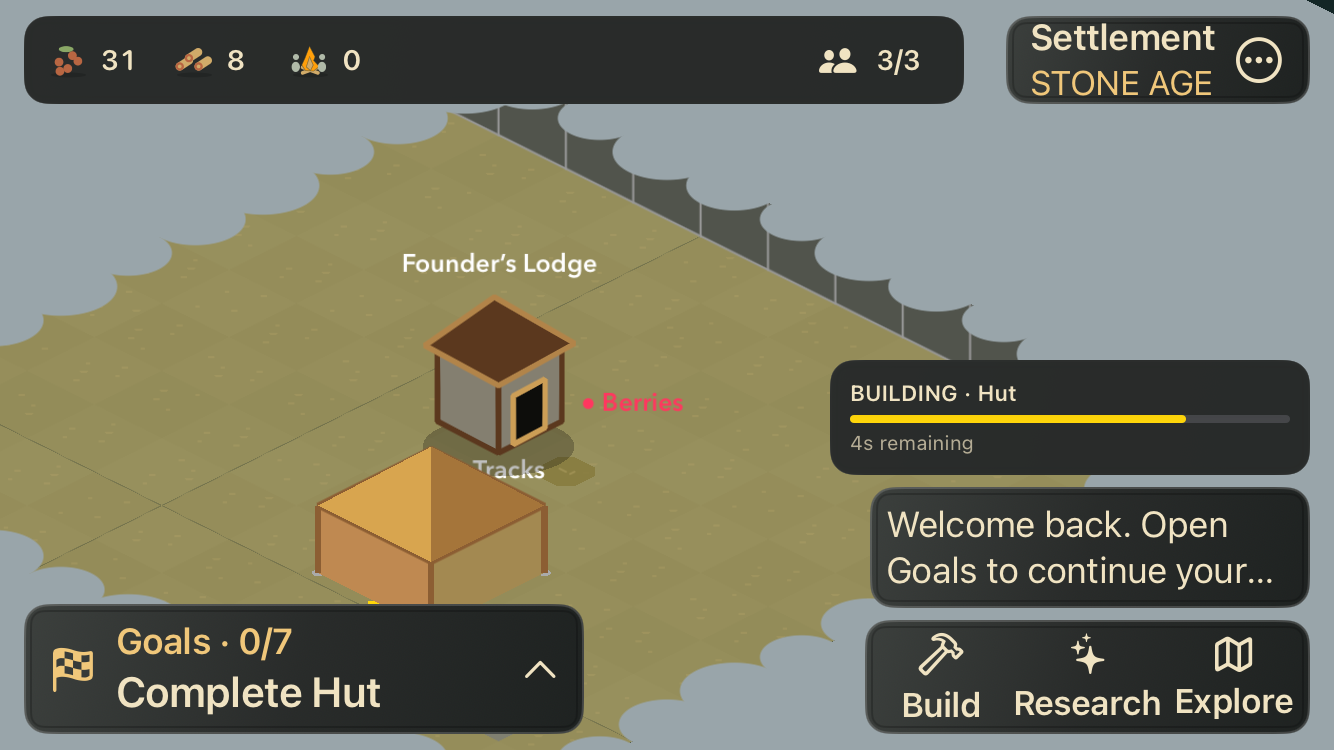 31
8
0
3/3
Settlement
STONE AGE
Founder’s Lodge
Berries
Tracks
BUILDING · Hut
4s remaining
Welcome back. Open
Goals to continue your...
Goals · 0/7
Complete Hut
Build
Research
Explore